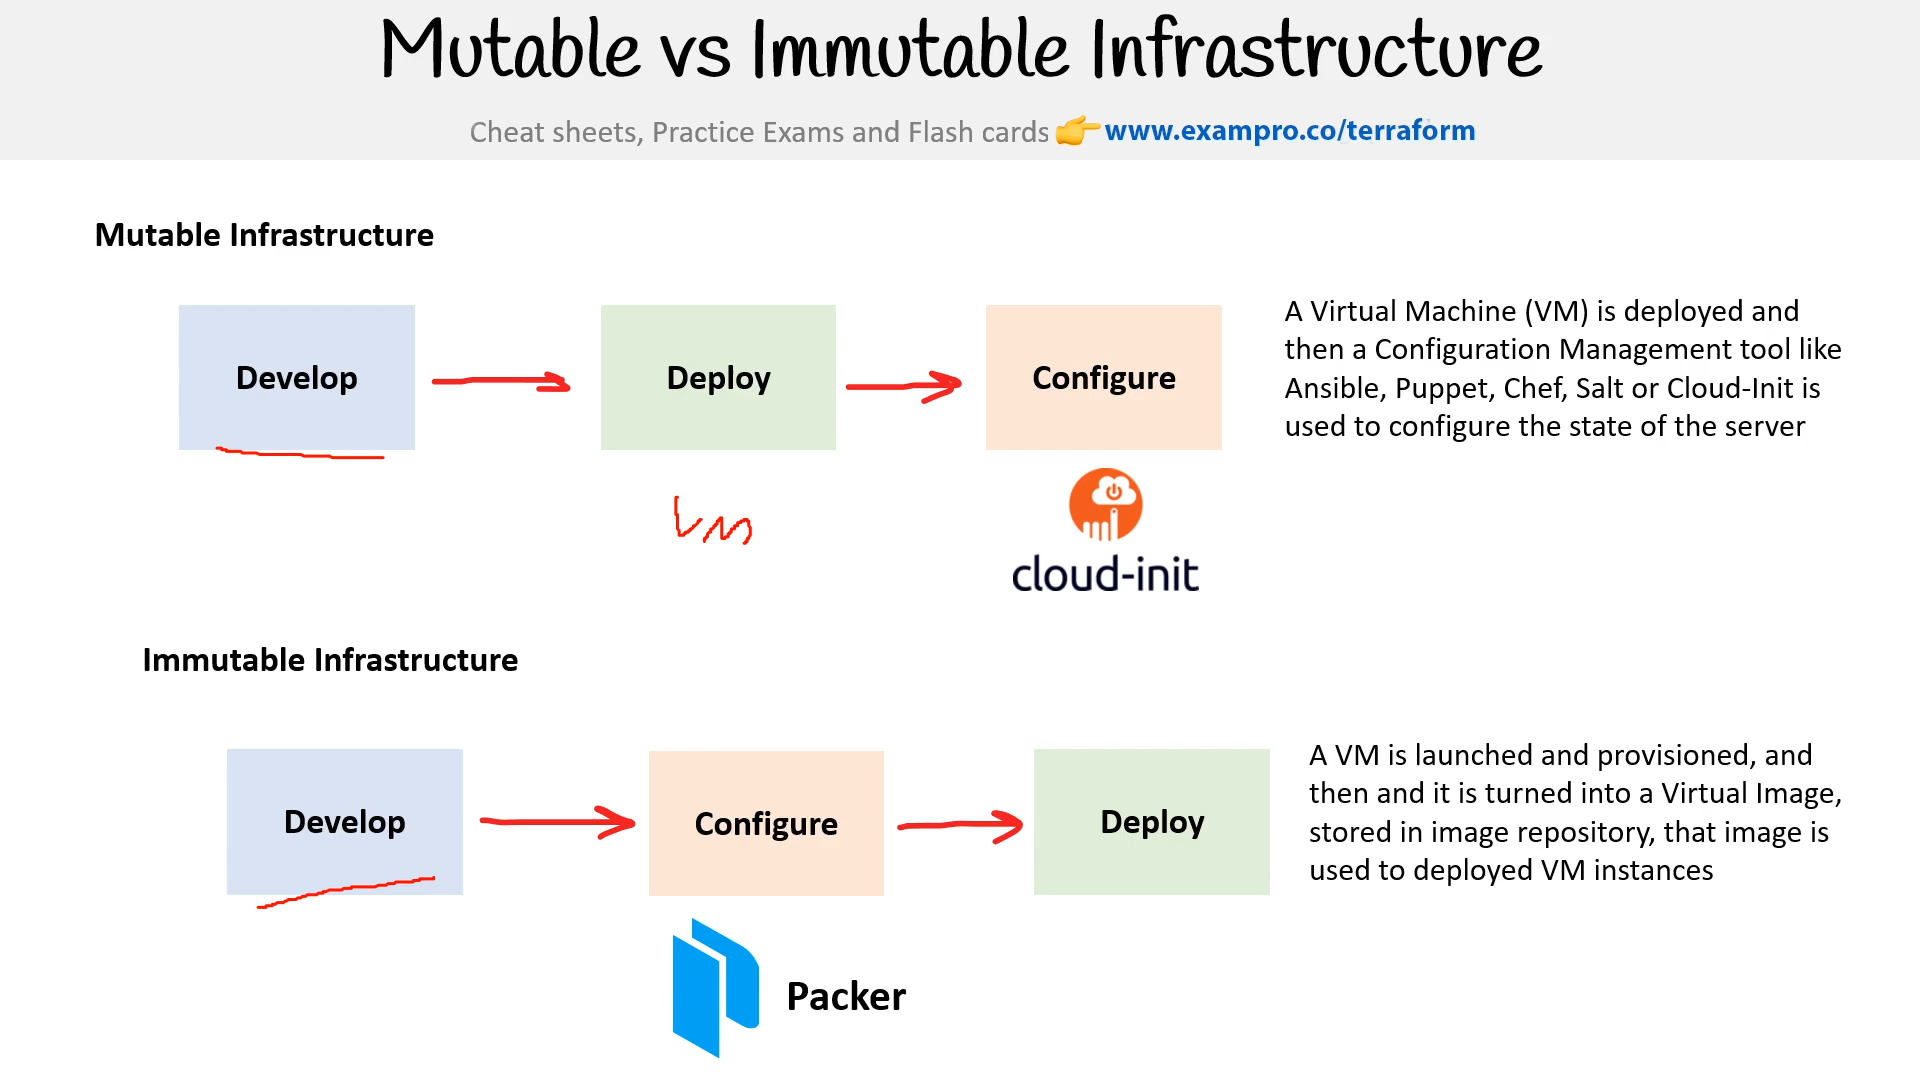 Mutable vs Immutable Infrastructure
Cheat sheets, Practice Exams and Flash cards 👉www.exampro.co/terraform
Mutable Infrastructure
Develop
Deploy
Configure
A Virtual Machine (VM) is deployed and
then a Configuration Management tool like
Ansible, Puppet, Chef, Salt or Cloud-Init is
used to configure the state of the server
Vm
cloud-init
Immutable Infrastructure
Develop
Configure
Deploy
A VM is launched and provisioned, and
then and it is turned into a Virtual Image,
stored in image repository, that image is
used to deployed VM instances
Packer